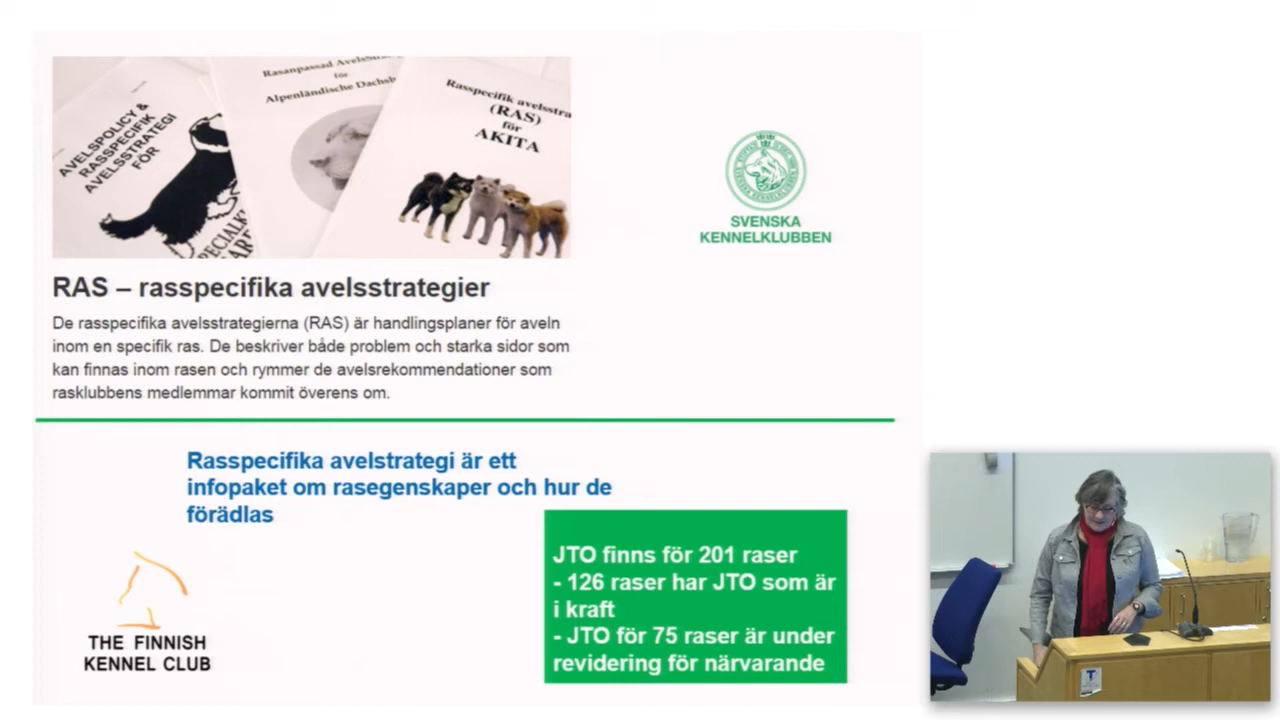 AVELSPOLICY &
RASSPECIFIK
AVELSSTRATEGI
FÖR
Rasanpassad
för
Alpenländische Dachsb
Rasspecifik avelsstra
(RAS)
för
AKITA
SVENSKA
KENNELKLUBBEN
RAS – rasspecifika avelsstrategier
De rasspecifika avelsstrategierna (RAS) är handlingsplaner för aveln
inom en specifik ras. De beskriver både problem och starka sidor som
kan finnas inom rasen och rymmer de avelsrekommendationer som
rasklubbens medlemmar kommit överens om.
Rasspecifika avelstrategi är ett
infopaket om rasegenskaper och hur de
förädlas
THE FINNISH
KENNEL CLUB
JTO finns för 201 raser
- 126 raser har JTO som är
i kraft
- JTO för 75 raser är under
revidering för närvarande